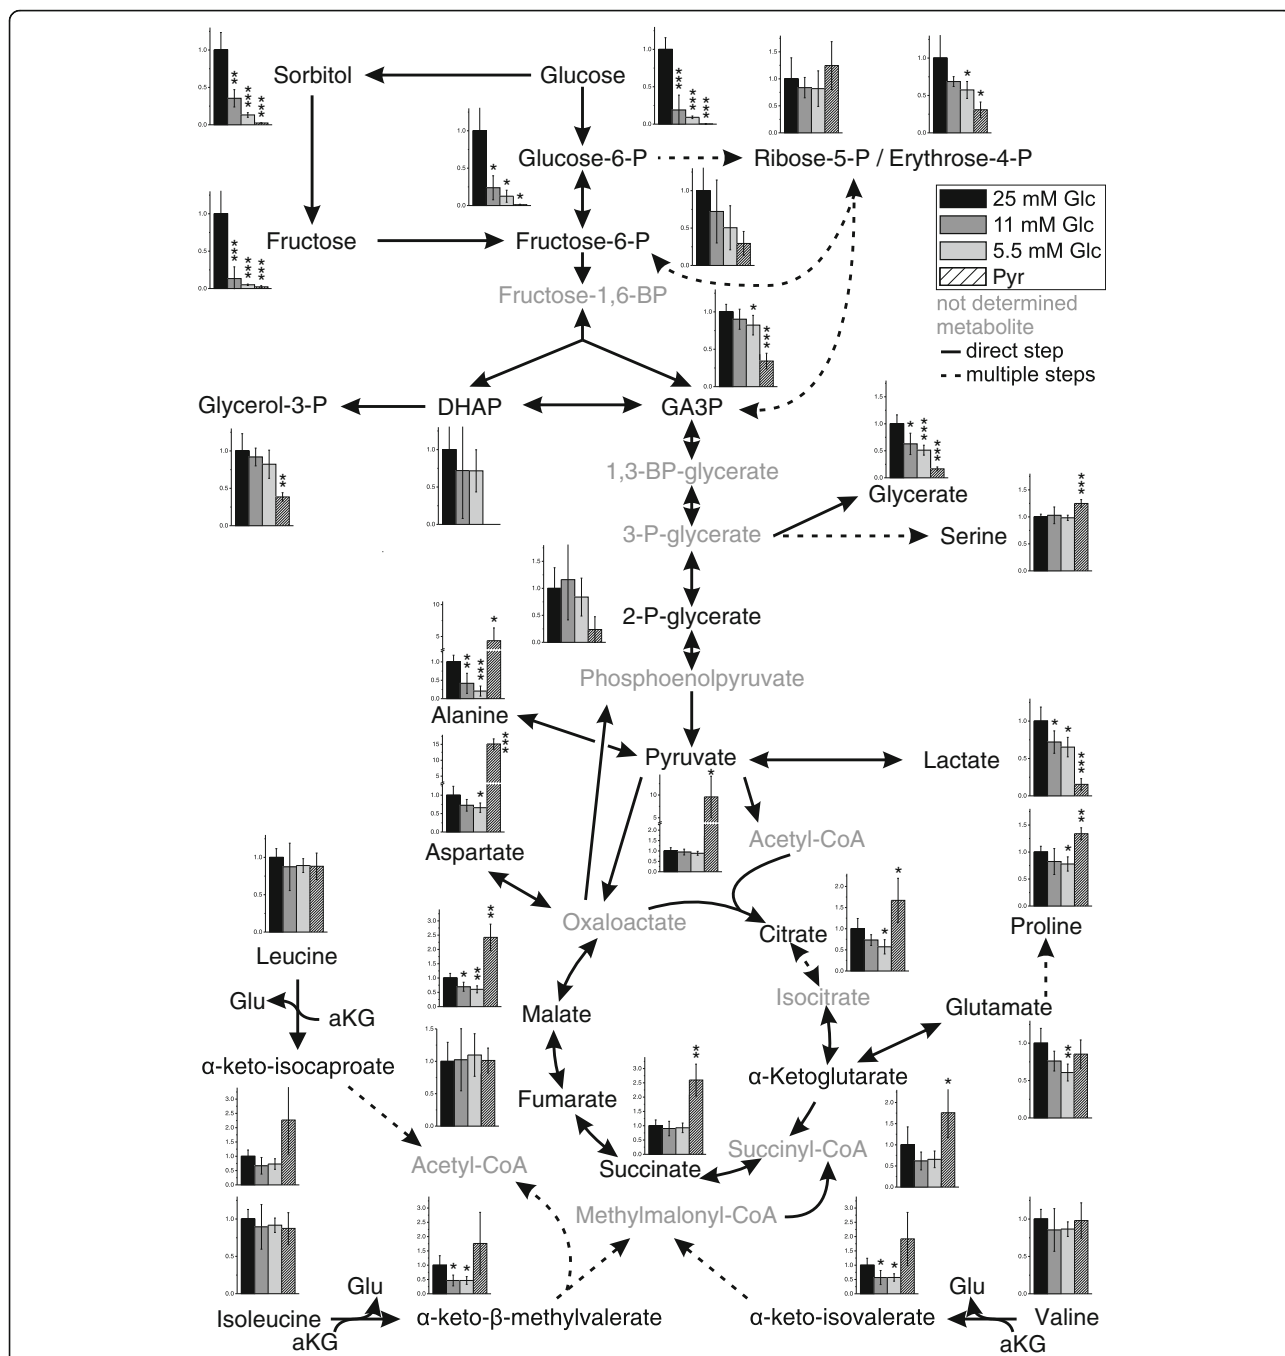 Sorbitol
Glucose
Glucose-6-P
Ribose-5-P / Erythrose-4-P
25 mM Glc
11 mM Glc
5.5 mM Glc
Pyr
not determined
metabolite
direct step
multiple steps
Fructose
Fructose-6-P
Fructose-1,6-BP
Glycerol-3-P
DHAP
GA3P
1,3-BP-glycerate
Glycerate
3-P-glycerate
Serine
2-P-glycerate
Phosphoenolpyruvate
Alanine
Pyruvate
Lactate
Acetyl-CoA
Aspartate
Oxaloactate
Citrate
Proline
Leucine
Isocitrate
Glu
aKG
Malate
Glutamate
α-keto-isocaproate
α-Ketoglutarate
Fumarate
Acetyl-CoA
Succinate
Succinyl-CoA
Methylmalonyl-CoA
Glu
Glu
Isoleucine
α-keto-β-methylvalerate
α-keto-isovalerate
Valine
aKG
aKG